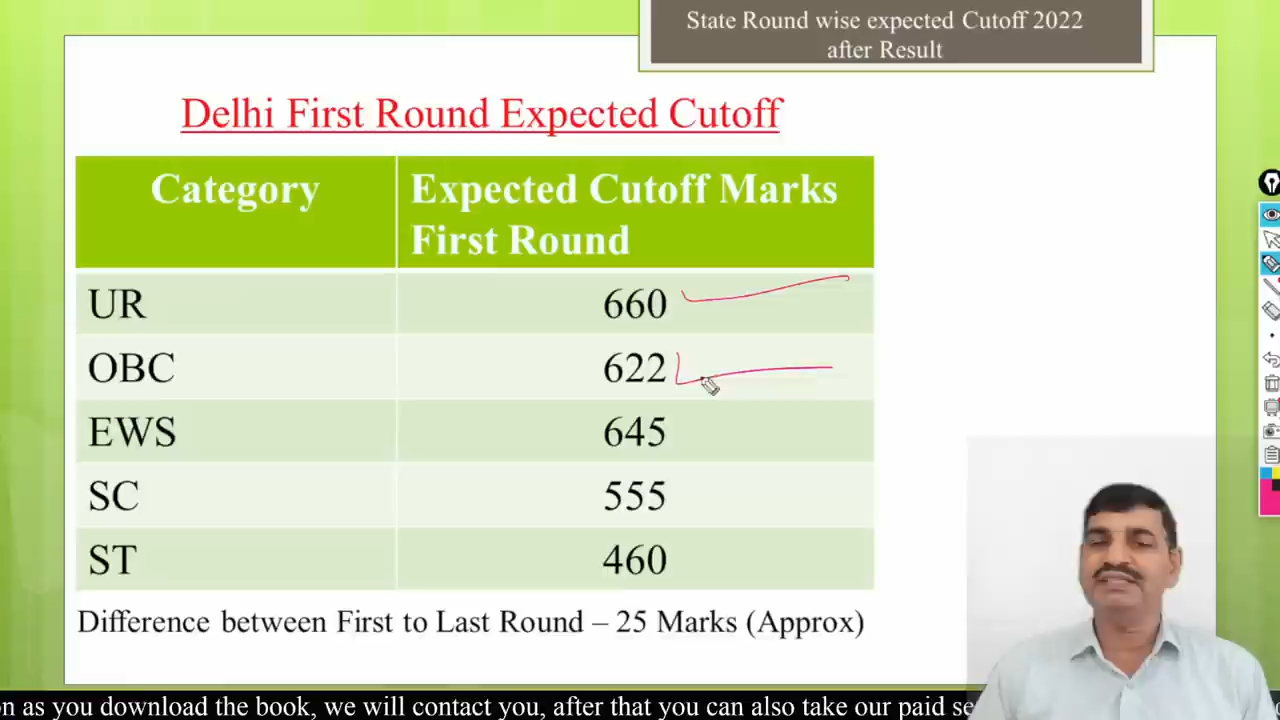 State Round wise expected Cutoff 2022
after Result
Delhi First Round Expected Cutoff
Category
Expected Cutoff Marks
First Round
UR 660
OBC 622
EWS 645
SC 555
ST 460
Difference between First to Last Round – 25 Marks (Approx)
as you download the book, we will contact you, after that you can also take our paid